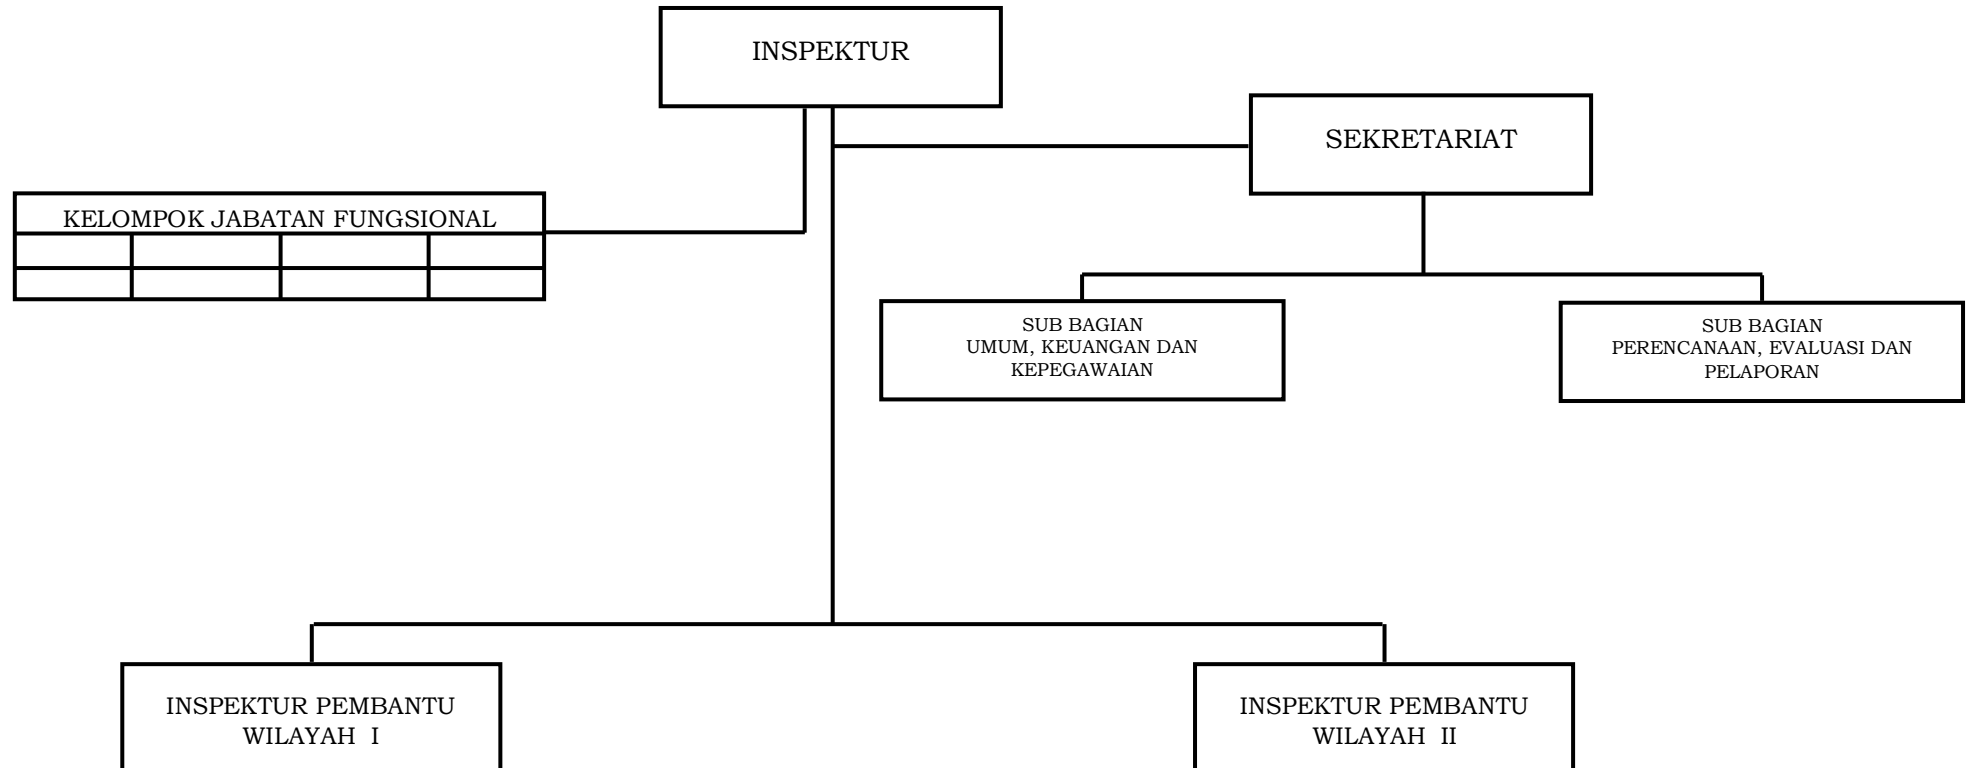 INSPEKTUR
SEKRETARIAT
KELOMPOK JABATAN FUNGSIONAL
SUB BAGIAN
UMUM, KEUANGAN DAN
KEPEGAWAIAN
SUB BAGIAN
PERENCANAAN, EVALUASI DAN
PELAPORAN
INSPEKTUR PEMBANTU
WILAYAH  I
INSPEKTUR PEMBANTU
WILAYAH  II